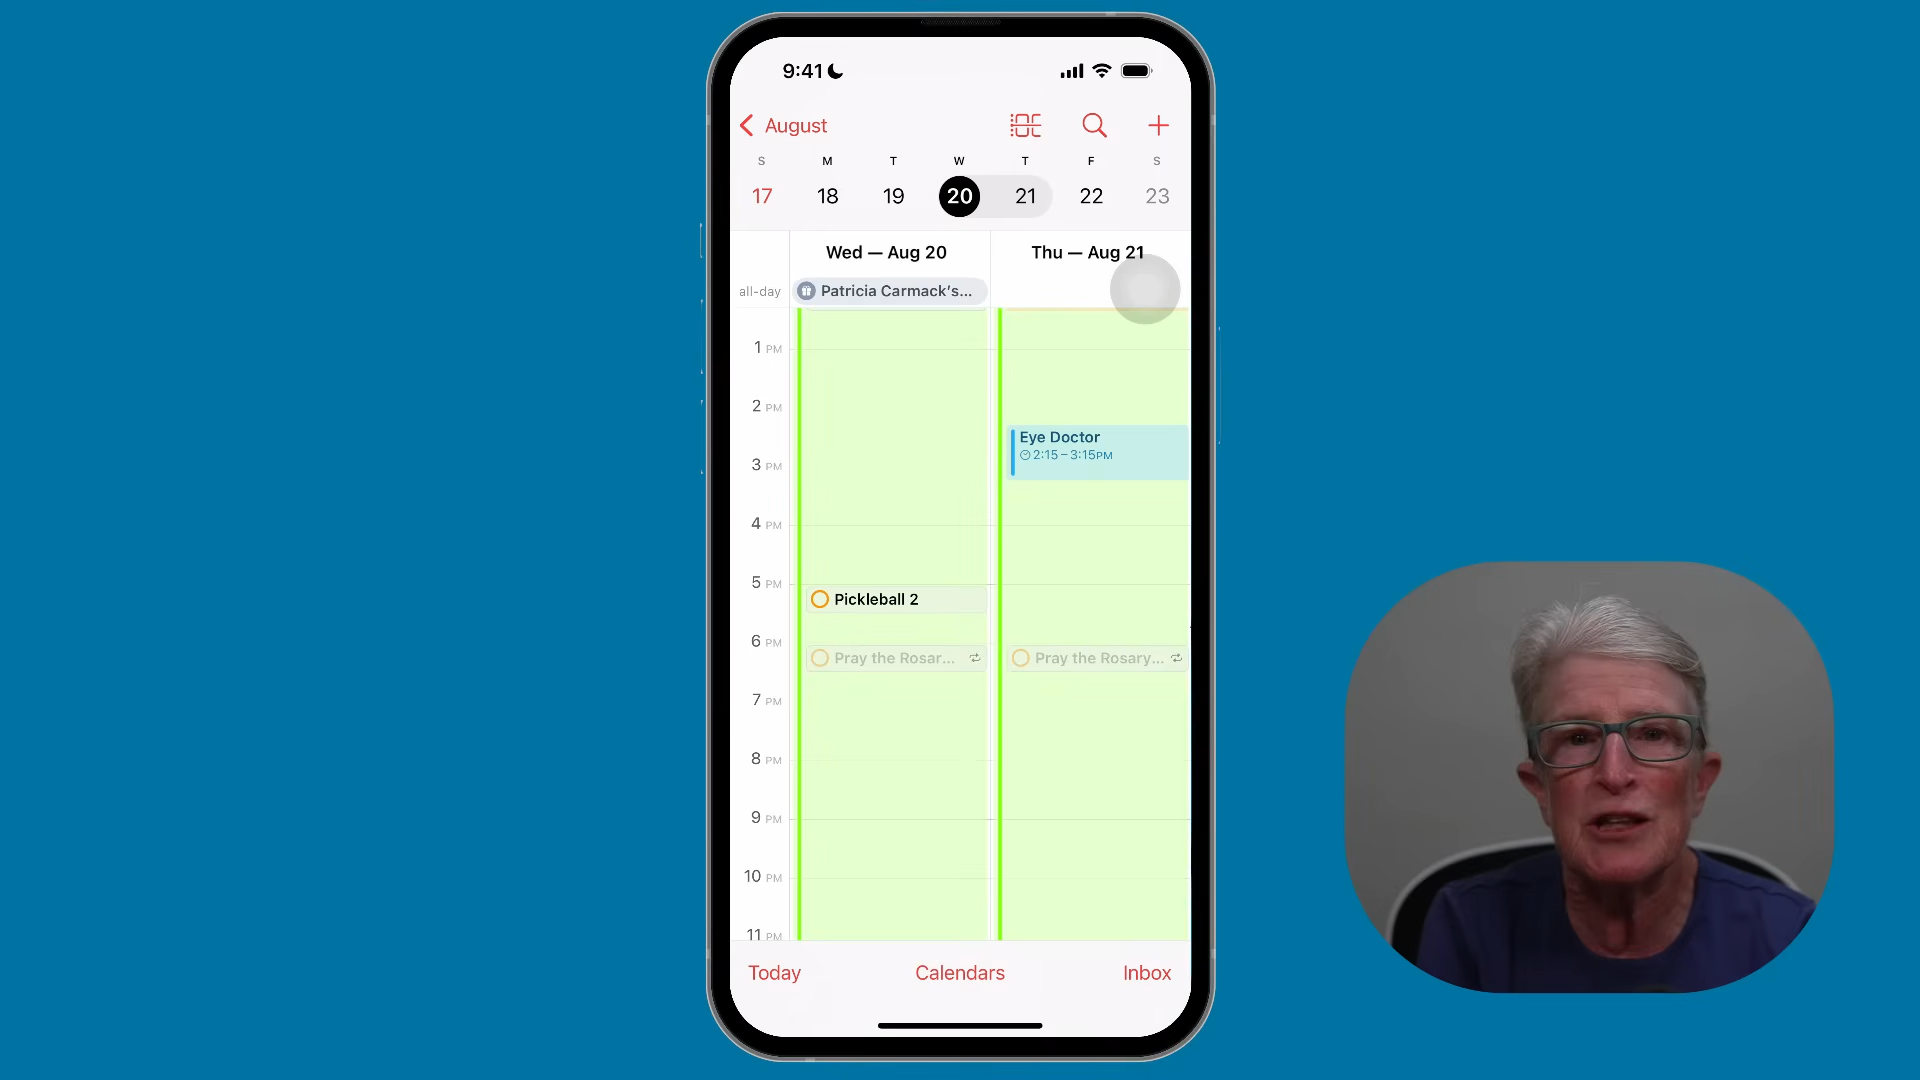 9:41
August
S M T W T F S
17 18 19 20 21 22 23
Wed — Aug 20 Thu — Aug 21
all-day Patricia Carmack's...
1 PM
2 PM
Eye Doctor
2:15 – 3:15PM
3 PM
4 PM
5 PM
Pickleball 2
6 PM
Pray the Rosar... Pray the Rosary...
7 PM
8 PM
9 PM
10 PM
11 PM
Today Calendars Inbox